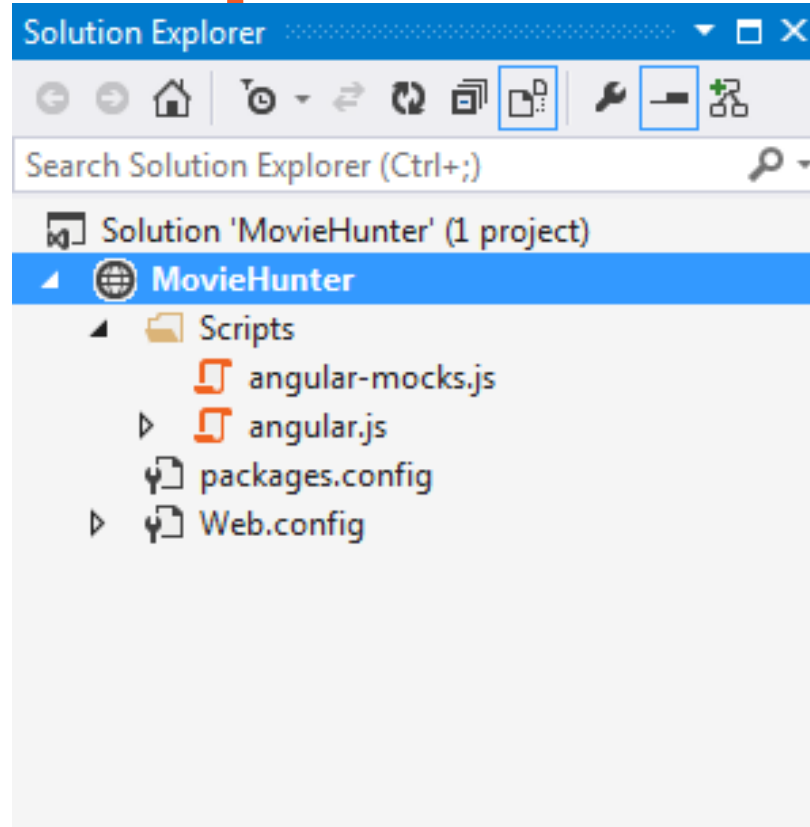 Solution Explorer
Search Solution Explorer (Ctrl+;)
Solution 'MovieHunter' (1 project)
MovieHunter
Scripts
angular-mocks.js
angular.js
packages.config
Web.config